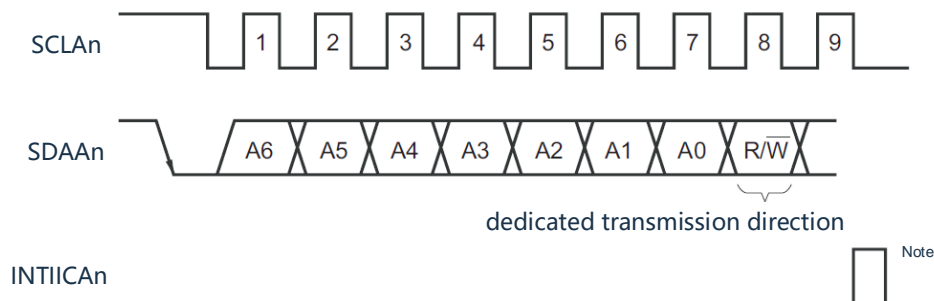 SCLAn 1 2 3 4 5 6 7 8 9
SDAAn A6 A5 A4 A3 A2 A1 A0 R/W̅
dedicated transmission direction
INTIICAn Note